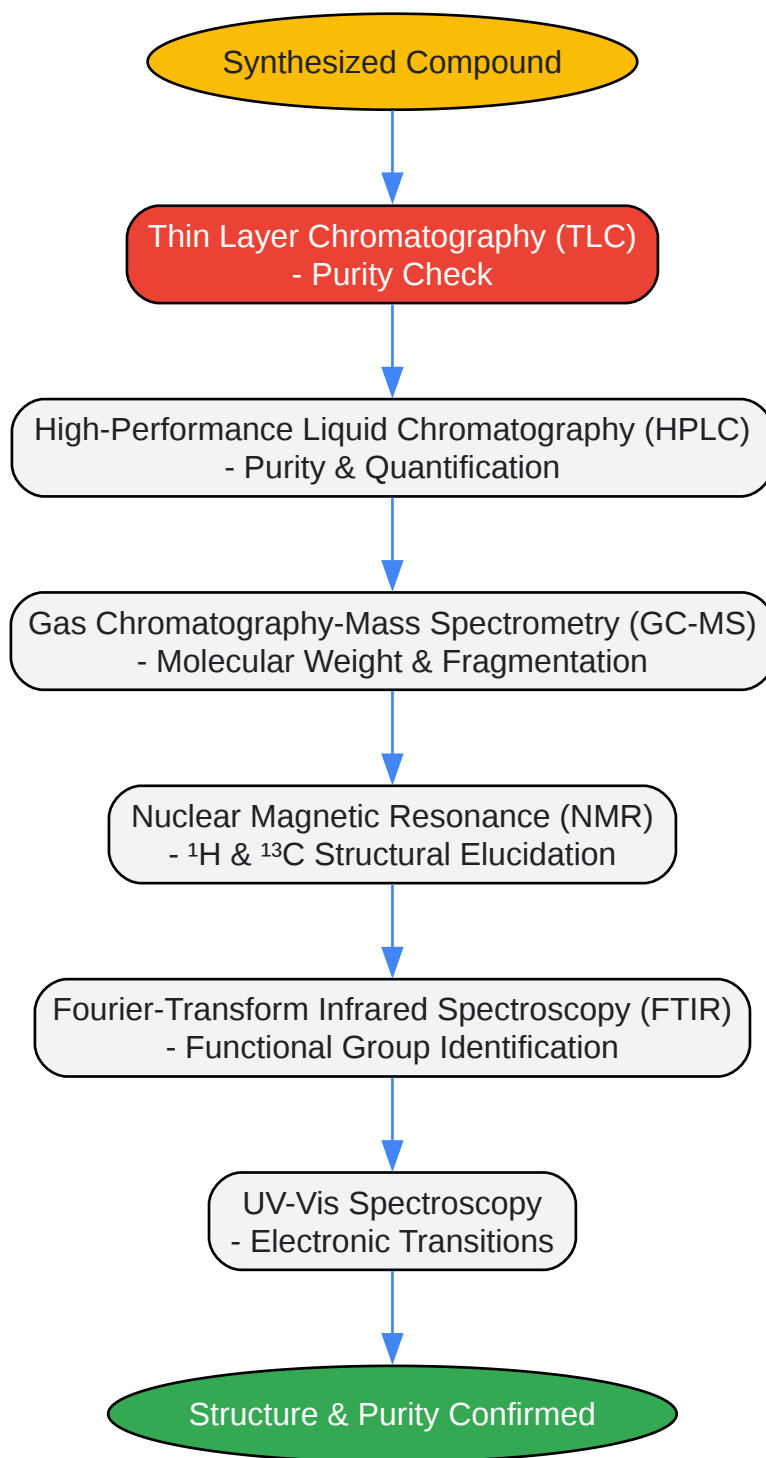 Synthesized Compound
Thin Layer Chromatography (TLC)
- Purity Check
High-Performance Liquid Chromatography (HPLC)
- Purity & Quantification
Gas Chromatography-Mass Spectrometry (GC-MS)
- Molecular Weight & Fragmentation
Nuclear Magnetic Resonance (NMR)
- ¹H & ¹³C Structural Elucidation
Fourier-Transform Infrared Spectroscopy (FTIR)
- Functional Group Identification
UV-Vis Spectroscopy
- Electronic Transitions
Structure & Purity Confirmed